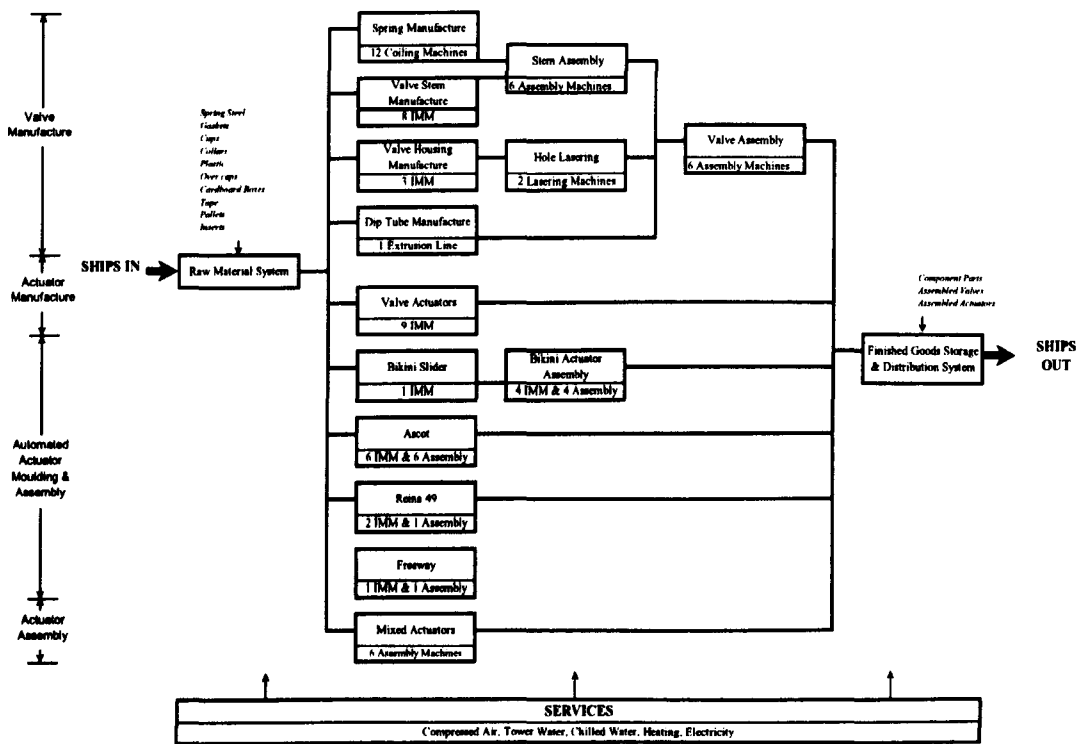 Valve
Manufacture
Actuator
Manufacture
Automated
Actuator
Moulding &
Assembly
Actuator
Assembly
Spring Steel
Gaskets
Cups
Collars
Plastic
Over caps
Cardboard Boxes
Tape
Pallets
Inserts
SHIPS IN
Raw Material System
Spring Manufacture
12 Coiling Machines
Valve Stem
Manufacture
8 IMM
Valve Housing
Manufacture
3 IMM
Dip Tube Manufacture
1 Extrusion Line
Valve Actuators
9 IMM
Bikini Slider
1 IMM
Ascot
6 IMM & 6 Assembly
Reina 49
2 IMM & 1 Assembly
Freeway
1 IMM & 1 Assembly
Mixed Actuators
6 Assembly Machines
Stem Assembly
6 Assembly Machines
Hole Lasering
2 Lasering Machines
Bikini Actuator
Assembly
4 IMM & 4 Assembly
Valve Assembly
6 Assembly Machines
Component Parts
Assembled Valves
Assembled Actuators
Finished Goods Storage
& Distribution System
SHIPS
OUT
SERVICES
Compressed Air, Tower Water, Chilled Water, Heating, Electricity